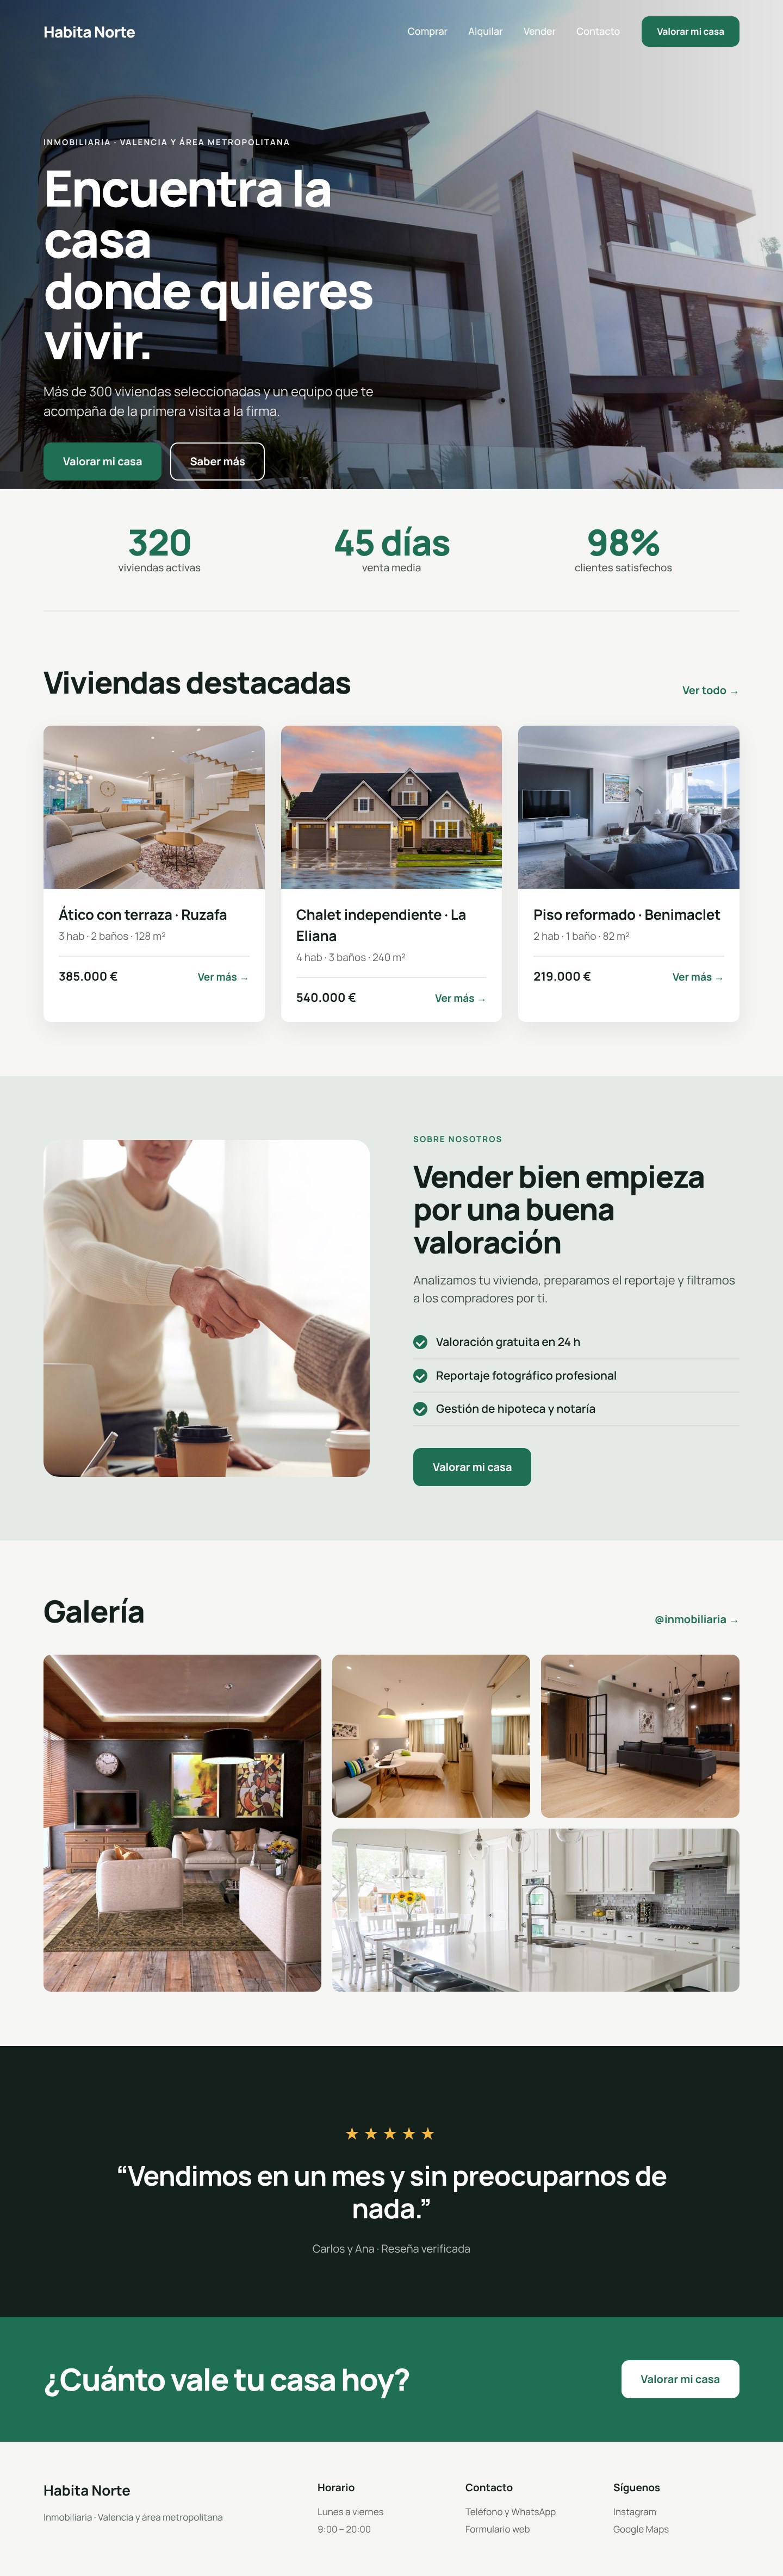 Habita Norte
Comprar Alquilar Vender Contacto Valorar mi casa
INMOBILIARIA · VALENCIA Y ÁREA METROPOLITANA
Encuentra la
casa
donde quieres
vivir.
Más de 300 viviendas seleccionadas y un equipo que te
acompaña de la primera visita a la firma.
Valorar mi casa Saber más
320 45 días 98%
viviendas activas venta media clientes satisfechos
Viviendas destacadas
Ver todo →
Ático con terraza · Ruzafa
3 hab · 2 baños · 128 m²
385.000 € Ver más →
Chalet independiente · La
Eliana
4 hab · 3 baños · 240 m²
540.000 € Ver más →
Piso reformado · Benimaclet
2 hab · 1 baño · 82 m²
219.000 € Ver más →
SOBRE NOSOTROS
Vender bien empieza
por una buena
valoración
Analizamos tu vivienda, preparamos el reportaje y filtramos
a los compradores por ti.
Valoración gratuita en 24 h
Reportaje fotográfico profesional
Gestión de hipoteca y notaría
Valorar mi casa
Galería
@inmobiliaria →
★★★★★
“Vendimos en un mes y sin preocuparnos de
nada.”
Carlos y Ana · Reseña verificada
¿Cuánto vale tu casa hoy?
Valorar mi casa
Habita Norte
Inmobiliaria · Valencia y área metropolitana
Horario
Lunes a viernes
9:00 – 20:00
Contacto
Teléfono y WhatsApp
Formulario web
Síguenos
Instagram
Google Maps